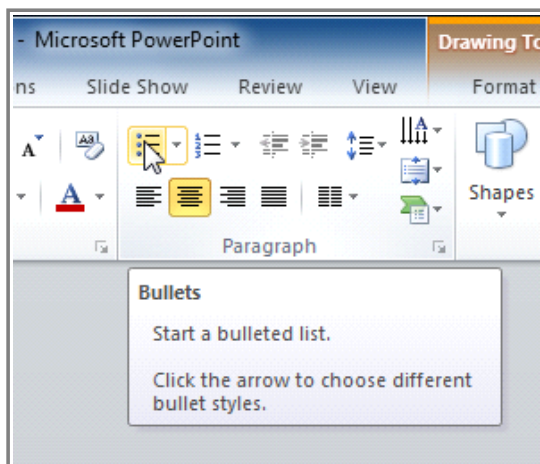 - Microsoft PowerPoint
Drawing To
ns Slide Show Review View Format
A Aa
A A Shapes
Paragraph
Bullets
Start a bulleted list.
Click the arrow to choose different
bullet styles.